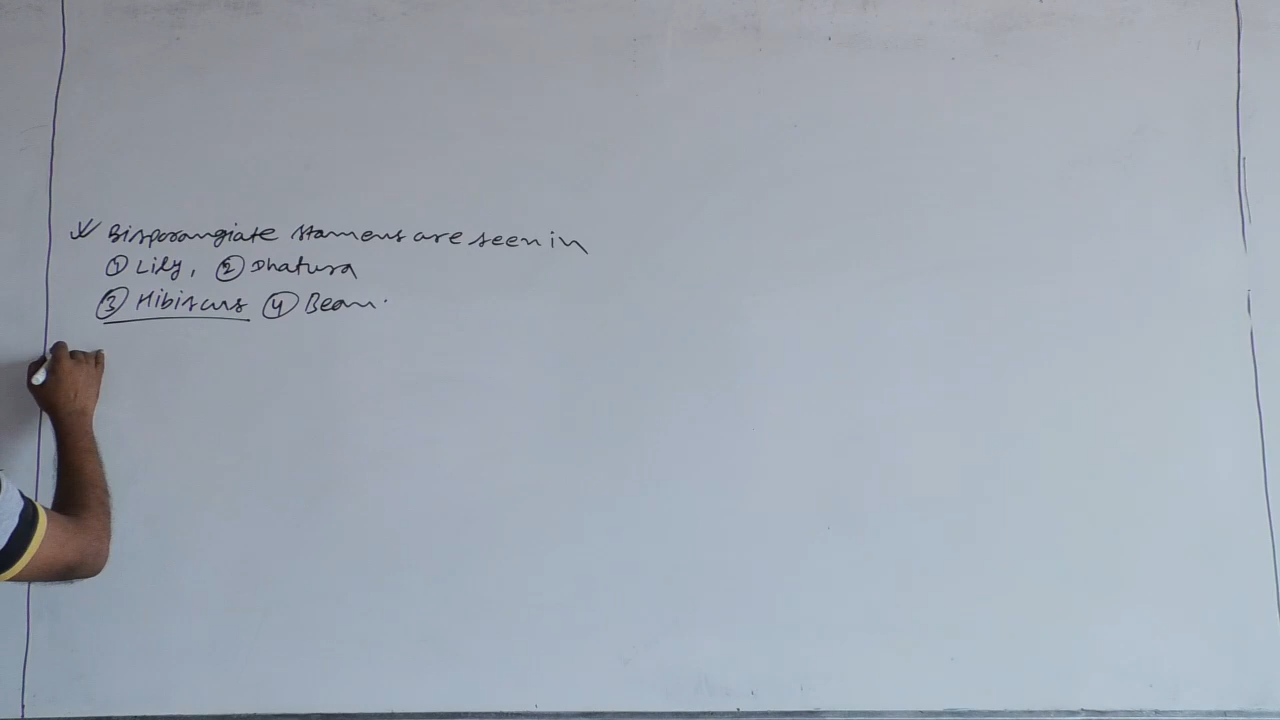 Bisporangiate stamens are seen in
① Lily, ② Dhatura
③ Hibiscus ④ Bean.